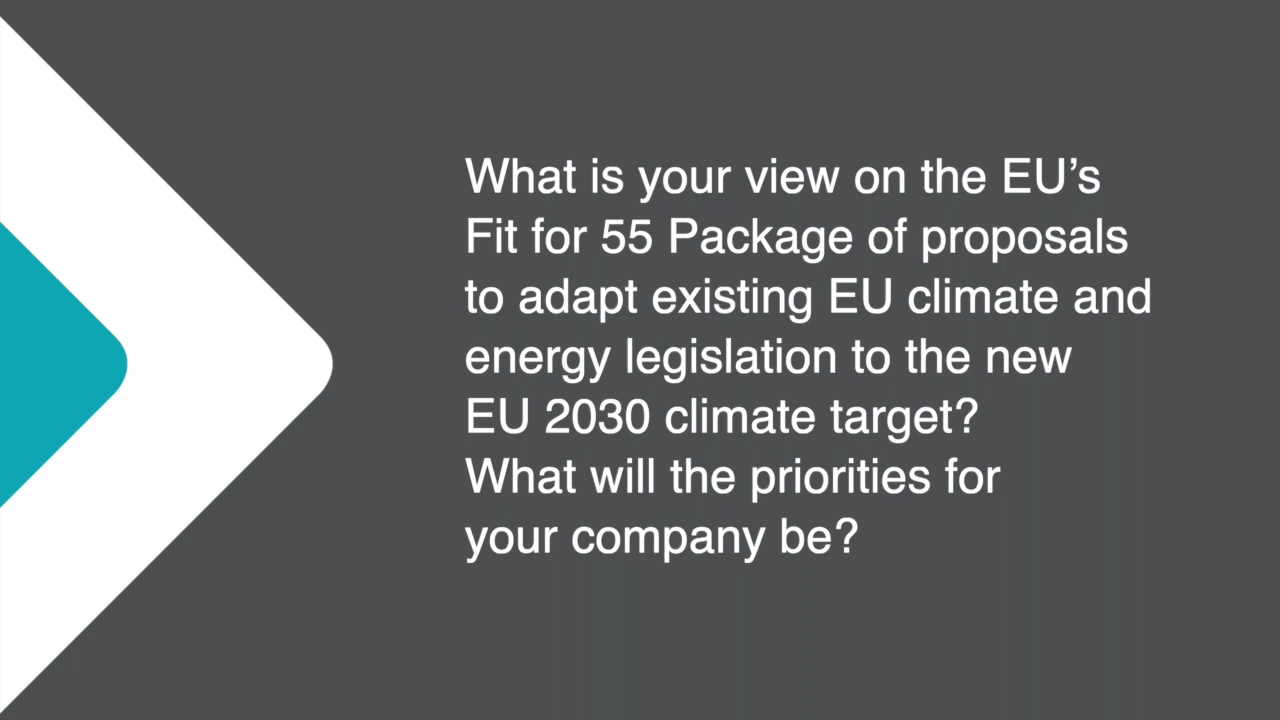 What is your view on the EU’s
Fit for 55 Package of proposals
to adapt existing EU climate and
energy legislation to the new
EU 2030 climate target?
What will the priorities for
your company be?